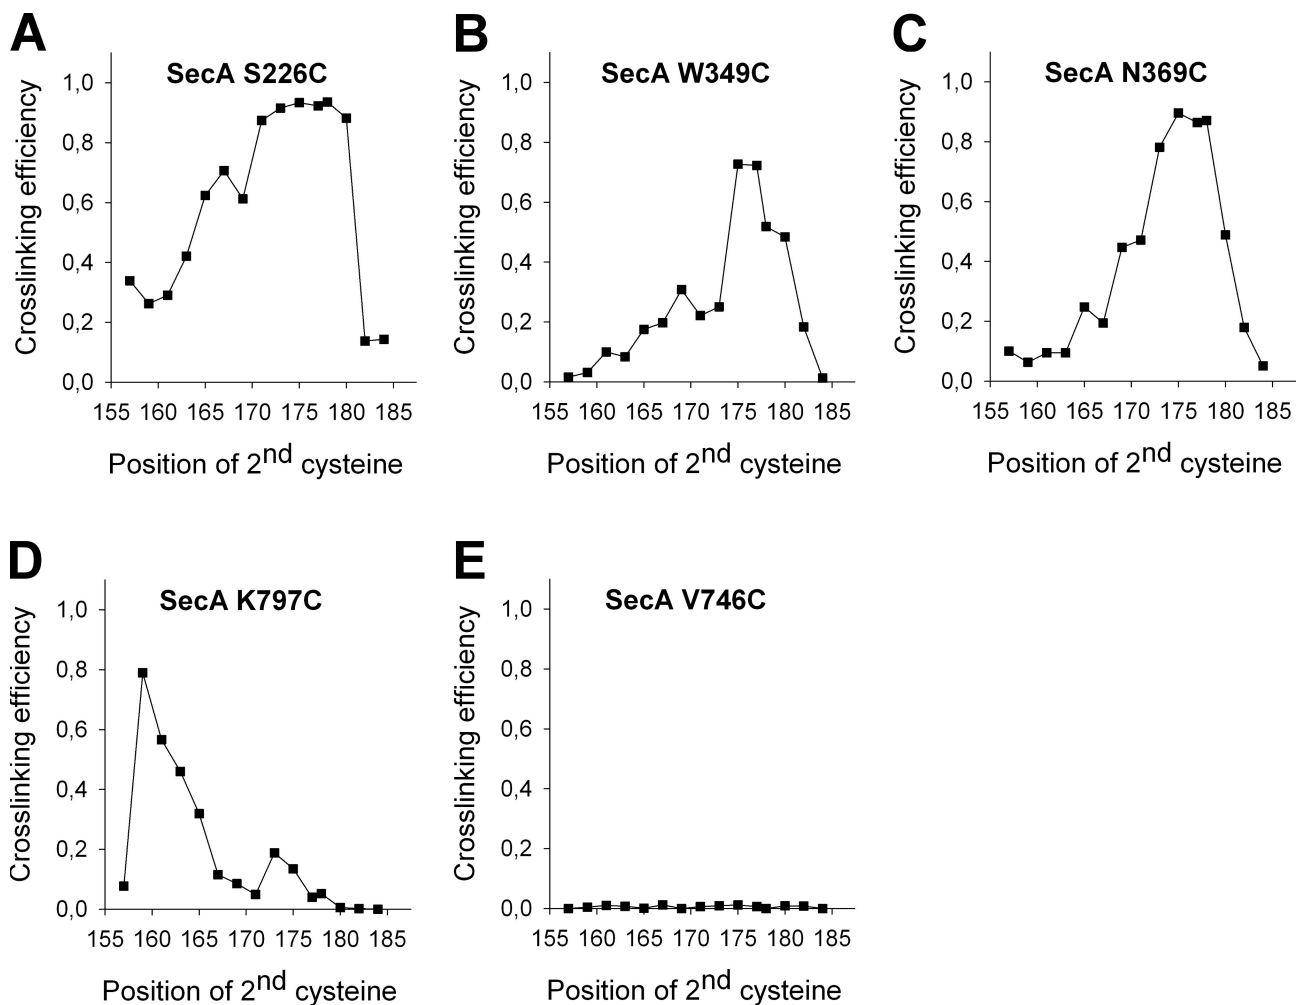 A
SecA S226C
Crosslinking efficiency
1,0
0,8
0,6
0,4
0,2
0,0
155 160 165 170 175 180 185
Position of 2nd cysteine
B
SecA W349C
Crosslinking efficiency
1,0
0,8
0,6
0,4
0,2
0,0
155 160 165 170 175 180 185
Position of 2nd cysteine
C
SecA N369C
Crosslinking efficiency
1,0
0,8
0,6
0,4
0,2
0,0
155 160 165 170 175 180 185
Position of 2nd cysteine
D
SecA K797C
Crosslinking efficiency
1,0
0,8
0,6
0,4
0,2
0,0
155 160 165 170 175 180 185
Position of 2nd cysteine
E
SecA V746C
Crosslinking efficiency
1,0
0,8
0,6
0,4
0,2
0,0
155 160 165 170 175 180 185
Position of 2nd cysteine